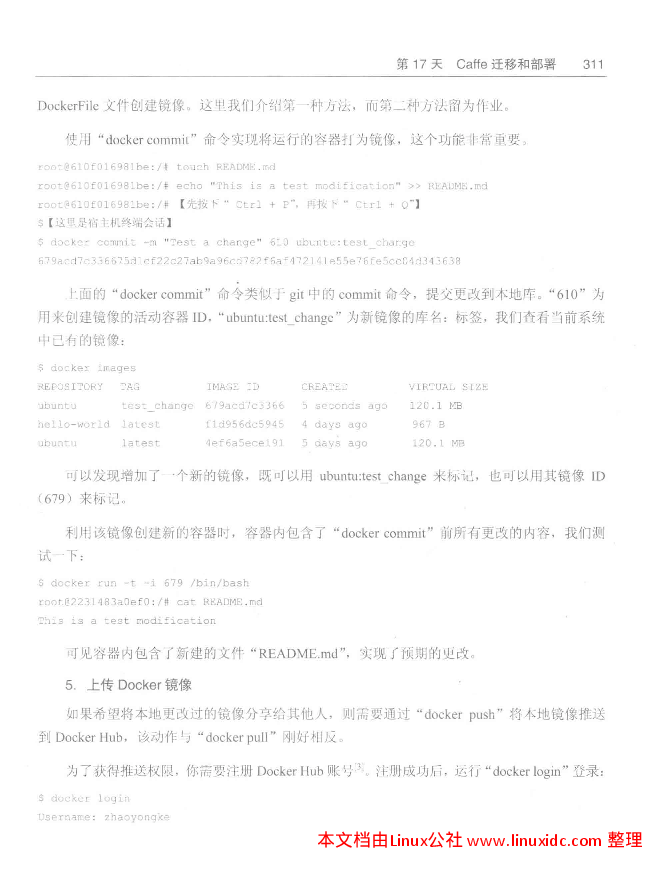 第 17 天 Caffe 迁移和部署 311
DockerFile 文件创建镜像。这里我们介绍第一种方法，而第二种方法留为作业。
使用“docker commit”命令实现将运行的容器打为镜像，这个功能非常重要。
root@610f016981be:/# touch README.md
root@610f016981be:/# echo "This is a test modification" >> README.md
root@610f016981be:/# 【先按下“ Ctrl + P”，再按下“ Ctrl + Q”】
$【这里是宿主机终端会话】
$ docker commit -m "Test a change" 610 ubuntu:test_change
679acd7c336675d1cf22c27ab9a96cd782f6af472141e55e76fe5cc04d343638
上面的“docker commit”命令类似于 git 中的 commit 命令，提交更改到本地库。“610”为
用来创建镜像的活动容器 ID，“ubuntu:test_change”为新镜像的库名：标签，我们查看当前系统
中已有的镜像：
$ docker images
REPOSITORY TAG IMAGE ID CREATED VIRTUAL SIZE
ubuntu test_change 679acd7c3366 5 seconds ago 120.1 MB
hello-world latest f1d956dc5945 4 days ago 967 B
ubuntu latest 4ef6a5ece191 5 days ago 120.1 MB
可以发现增加了一个新的镜像，既可以用 ubuntu:test_change 来标记，也可以用其镜像 ID
（679）来标记。
利用该镜像创建新的容器时，容器内包含了“docker commit”前所有更改的内容，我们测
试一下：
$ docker run -t -i 679 /bin/bash
root@2231483a0ef0:/# cat README.md
This is a test modification
可见容器内包含了新建的文件“README.md”，实现了预期的更改。
5. 上传 Docker 镜像
如果希望将本地更改过的镜像分享给其他人，则需要通过“docker push”将本地镜像推送
到 Docker Hub，该动作与“docker pull”刚好相反。
为了获得推送权限，你需要注册 Docker Hub 账号。注册成功后，运行“docker login”登录：
$ docker login
Username: zhaoyongke
本文档由Linux公社 www.linuxidc.com 整理